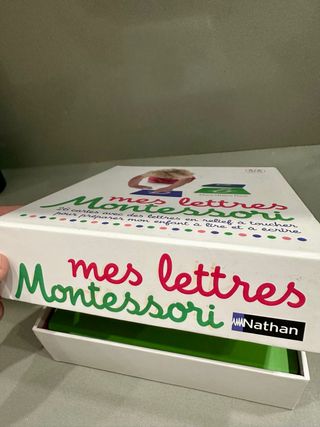 mes lettres
Montessori
26 cartes avec des lettres en relief à toucher
pour préparer mon enfant à lire et à écrire
mes lettres
Montessori
Nathan